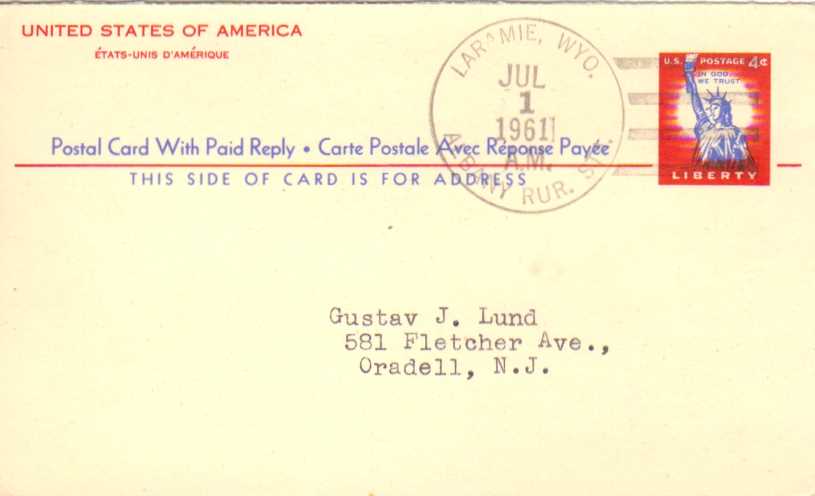 UNITED STATES OF AMERICA
ÉTATS-UNIS D'AMÉRIQUE
LARAMIE, WYO.
JUL
1
1961
A.M.
ALBANY RUR. STA.
U.S. POSTAGE 4¢
IN GOD
WE TRUST
LIBERTY
Postal Card With Paid Reply • Carte Postale Avec Réponse Payée
THIS SIDE OF CARD IS FOR ADDRESS
Gustav J. Lund
581 Fletcher Ave.,
Oradell, N.J.